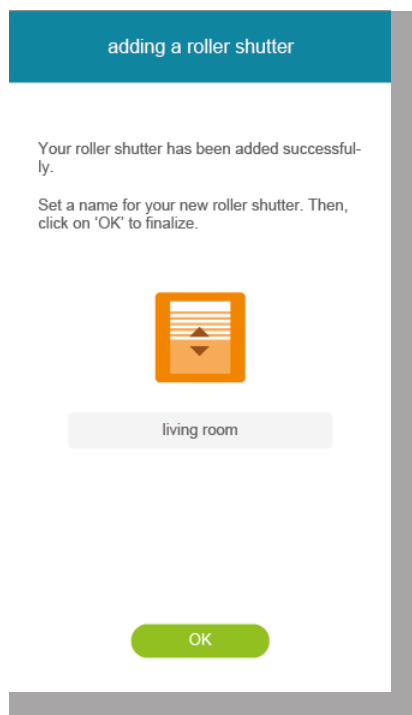 adding a roller shutter
Your roller shutter has been added successful-
ly.
Set a name for your new roller shutter. Then,
click on ‘OK’ to finalize.
living room
OK